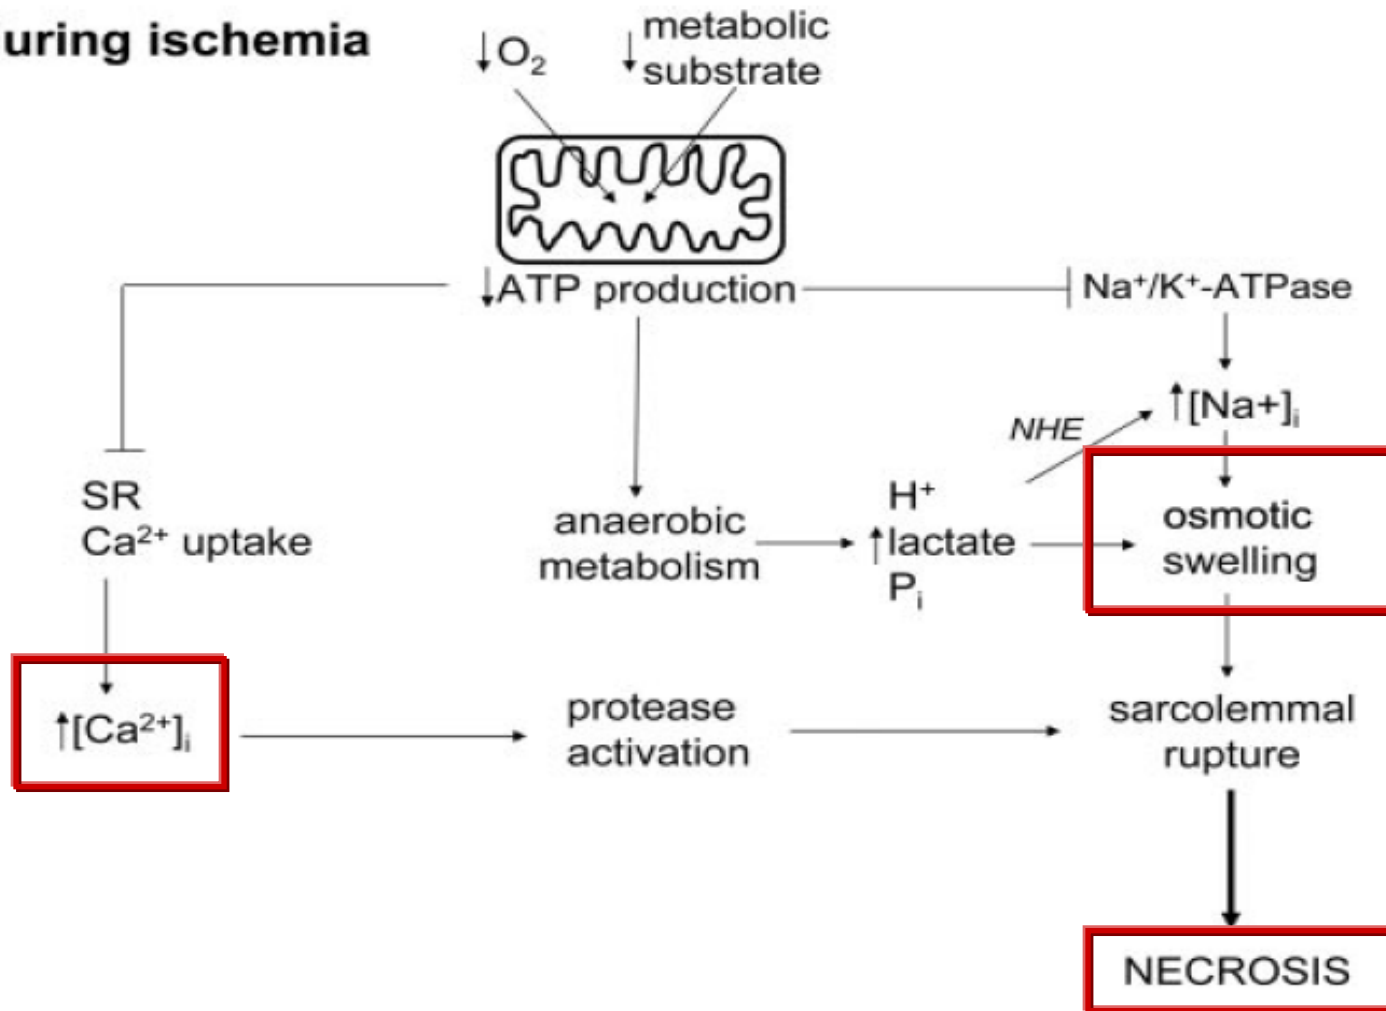 uring ischemia
↓O₂
↓ metabolic
substrate
↓ATP production
Na⁺/K⁺-ATPase
↑[Na+]ᵢ
NHE
SR
Ca²⁺ uptake
anaerobic
metabolism
H⁺
↑lactate
Pᵢ
osmotic
swelling
↑[Ca²⁺]ᵢ
protease
activation
sarcolemmal
rupture
NECROSIS